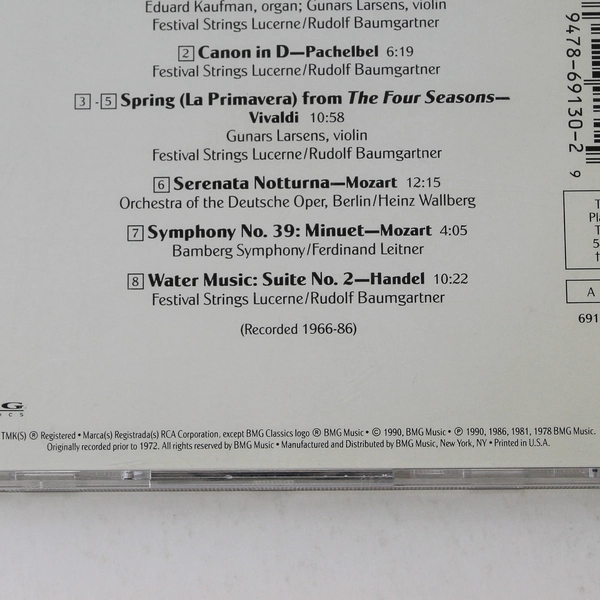 Eduard Kaufman, organ; Gunars Larsens, violin
Festival Strings Lucerne/Rudolf Baumgartner
2 Canon in D—Pachelbel 6:19
Festival Strings Lucerne/Rudolf Baumgartner
3 - 5 Spring (La Primavera) from The Four Seasons—
Vivaldi 10:58
Gunars Larsens, violin
Festival Strings Lucerne/Rudolf Baumgartner
6 Serenata Notturna—Mozart 12:15
Orchestra of the Deutsche Oper, Berlin/Heinz Wallberg
7 Symphony No. 39: Minuet—Mozart 4:05
Bamberg Symphony/Ferdinand Leitner
8 Water Music: Suite No. 2—Handel 10:22
Festival Strings Lucerne/Rudolf Baumgartner
(Recorded 1966-86)
TMK(S) ® Registered • Marca(s) Registrada(s) RCA Corporation, except BMG Classics logo ® BMG Music • © 1990, BMG Music • ℗ 1990, 1986, 1981, 1978 BMG Music.
Originally recorded prior to 1972. All rights reserved by BMG Music • Manufactured and Distributed by BMG Music, New York, NY • Printed in U.S.A.
9478-69130-2 9
A
691